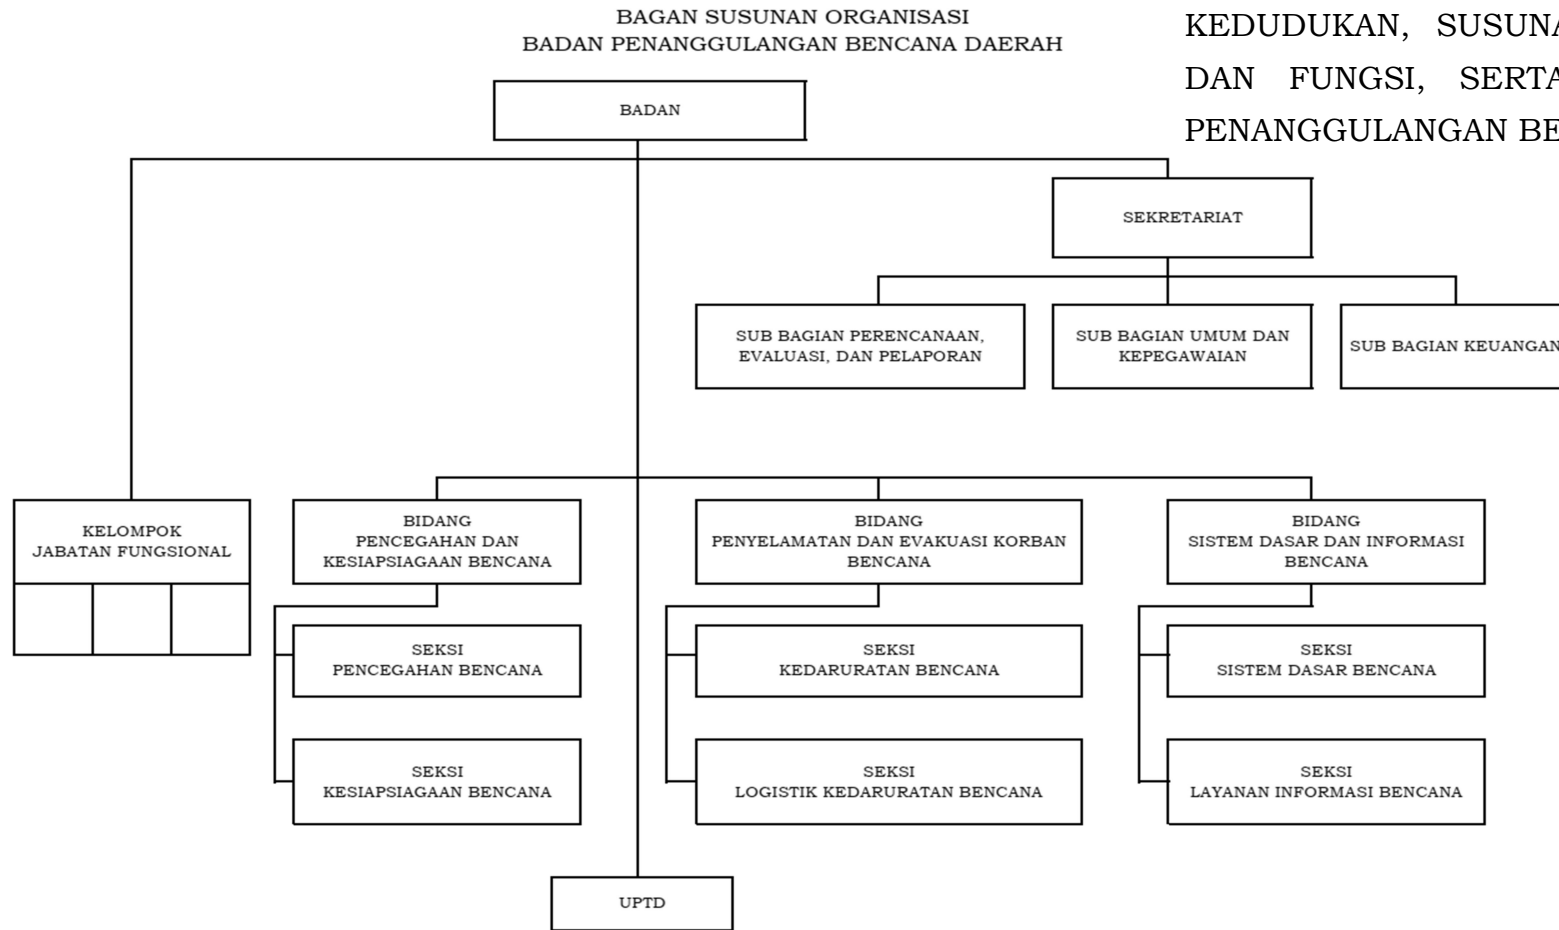 BAGAN SUSUNAN ORGANISASI
BADAN PENANGGULANGAN BENCANA DAERAH
KEDUDUKAN, SUSUNA
DAN FUNGSI, SERTA
PENANGGULANGAN BE
BADAN
SEKRETARIAT
SUB BAGIAN PERENCANAAN,
EVALUASI, DAN PELAPORAN
SUB BAGIAN UMUM DAN
KEPEGAWAIAN
SUB BAGIAN KEUANGAN
KELOMPOK
JABATAN FUNGSIONAL
BIDANG
PENCEGAHAN DAN
KESIAPSIAGAAN BENCANA
BIDANG
PENYELAMATAN DAN EVAKUASI KORBAN
BENCANA
BIDANG
SISTEM DASAR DAN INFORMASI
BENCANA
SEKSI
PENCEGAHAN BENCANA
SEKSI
KEDARURATAN BENCANA
SEKSI
SISTEM DASAR BENCANA
SEKSI
KESIAPSIAGAAN BENCANA
SEKSI
LOGISTIK KEDARURATAN BENCANA
SEKSI
LAYANAN INFORMASI BENCANA
UPTD